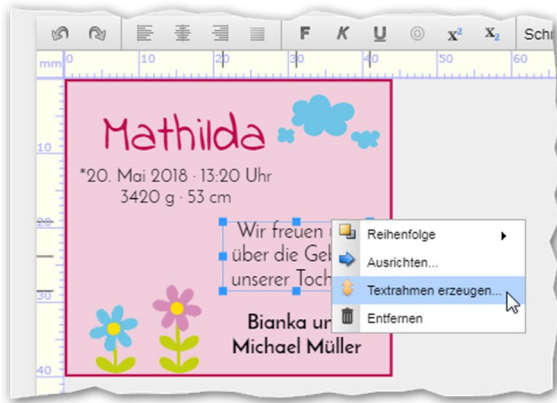 F K U O x² X₂ Schr
mm 0 10 20 30 40 50 60
10
20
30
40
Mathilda
*20. Mai 2018 · 13:20 Uhr
3420 g · 53 cm
Wir freuen
über die Geb
unserer Toch
Bianka un
Michael Müller
Reihenfolge
Ausrichten...
Textrahmen erzeugen...
Entfernen